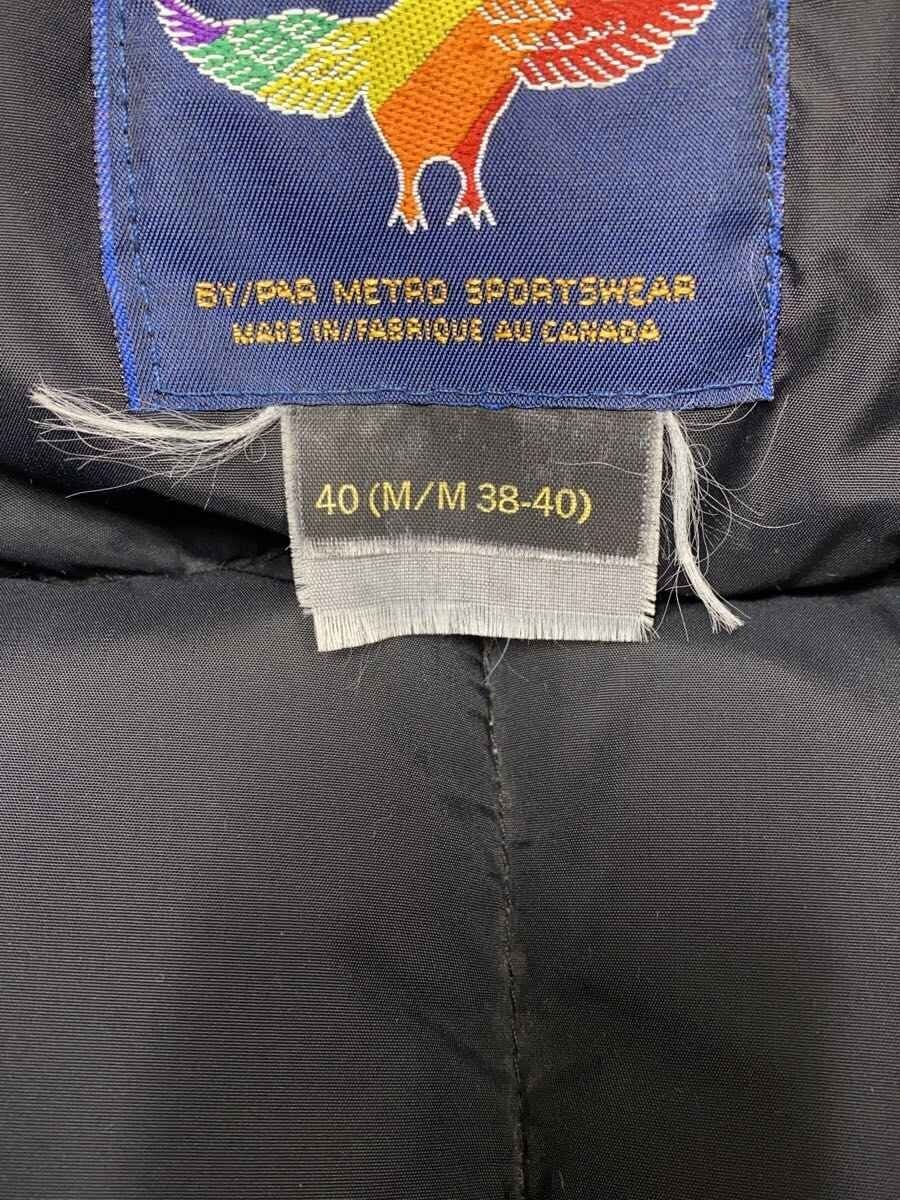 BY/PAR METRO SPORTSWEAR
MADE IN/FABRIQUE AU CANADA
40 (M/M 38-40)